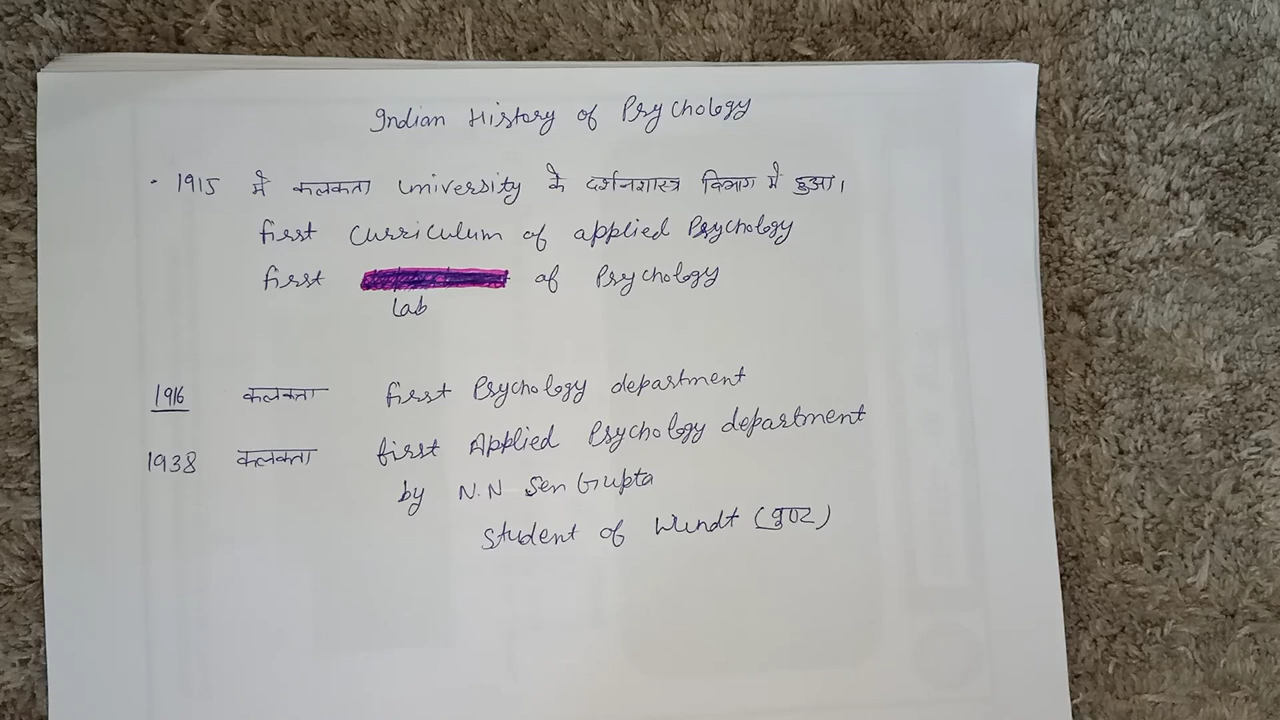 Indian History of Psychology
• 1915 में कलकता university के दर्शनशास्त्र विभाग में हुआ।
first curriculum of applied Psychology
first of Psychology
Lab
1916 कलकता first Psychology department
1938 कलकता first Applied Psychology department
by N.N Sen Gupta
Student of Wundt (वुण्ट)